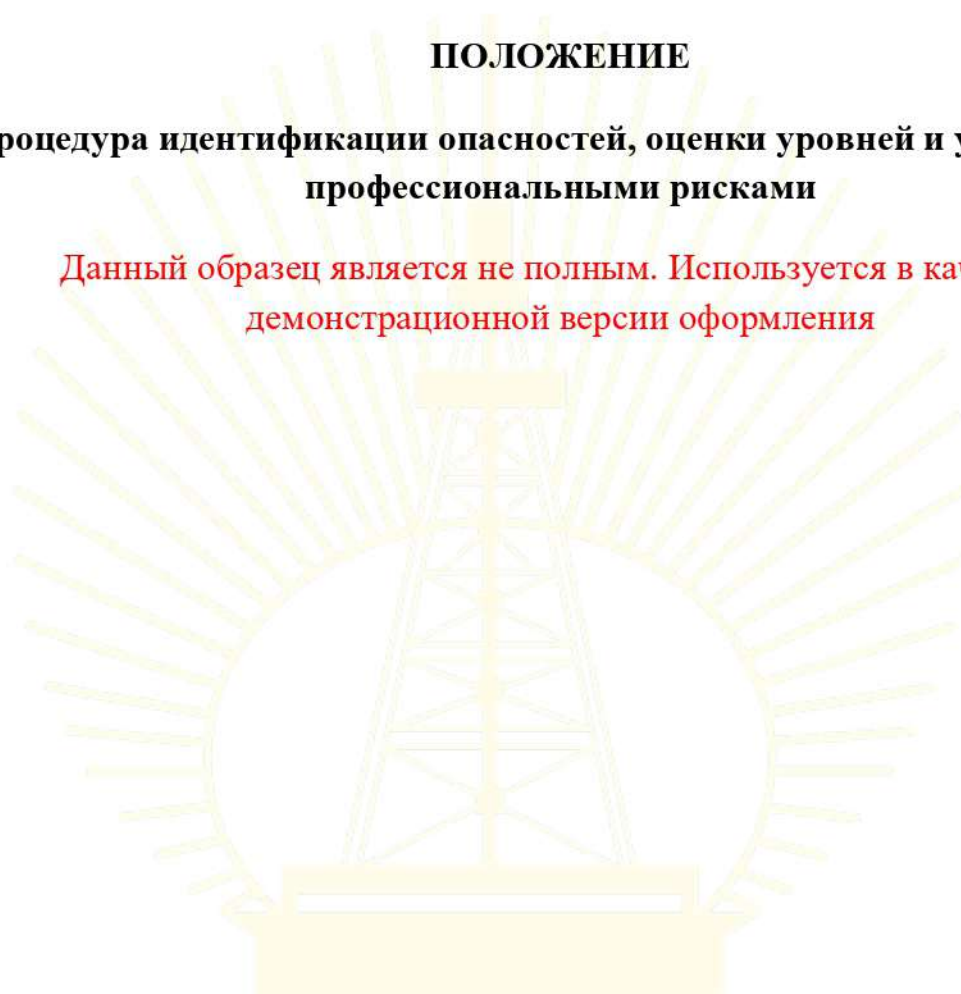 ПОЛОЖЕНИЕ
роцедура идентификации опасностей, оценки уровней и у
профессиональными рисками
Данный образец является не полным. Используется в ка
демонстрационной версии оформления